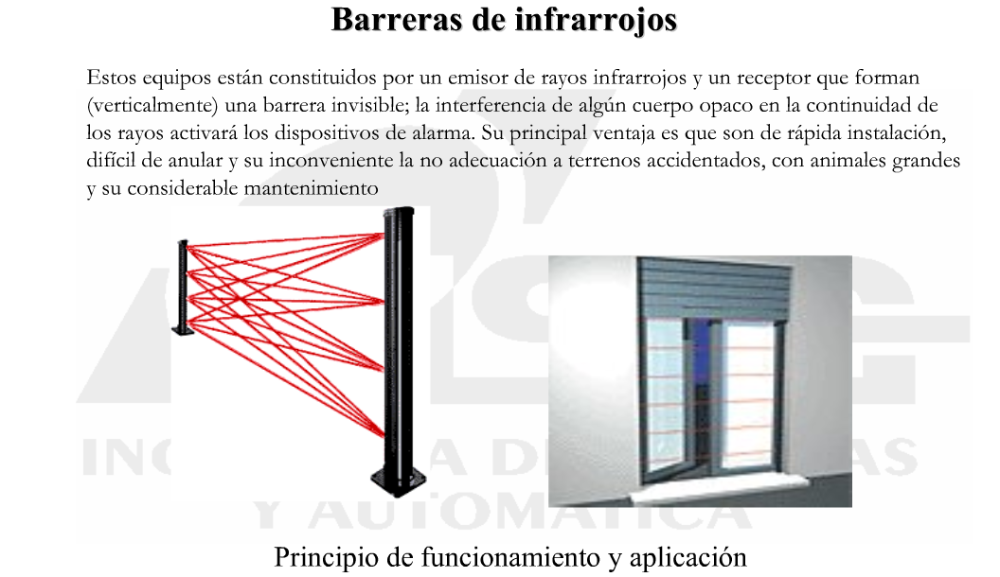 Barreras de infrarrojos
Estos equipos están constituidos por un emisor de rayos infrarrojos y un receptor que forman
(verticalmente) una barrera invisible; la interferencia de algún cuerpo opaco en la continuidad de
los rayos activará los dispositivos de alarma. Su principal ventaja es que son de rápida instalación,
difícil de anular y su inconveniente la no adecuación a terrenos accidentados, con animales grandes
y su considerable mantenimiento
Y AUTOMÁTICA
Principio de funcionamiento y aplicación